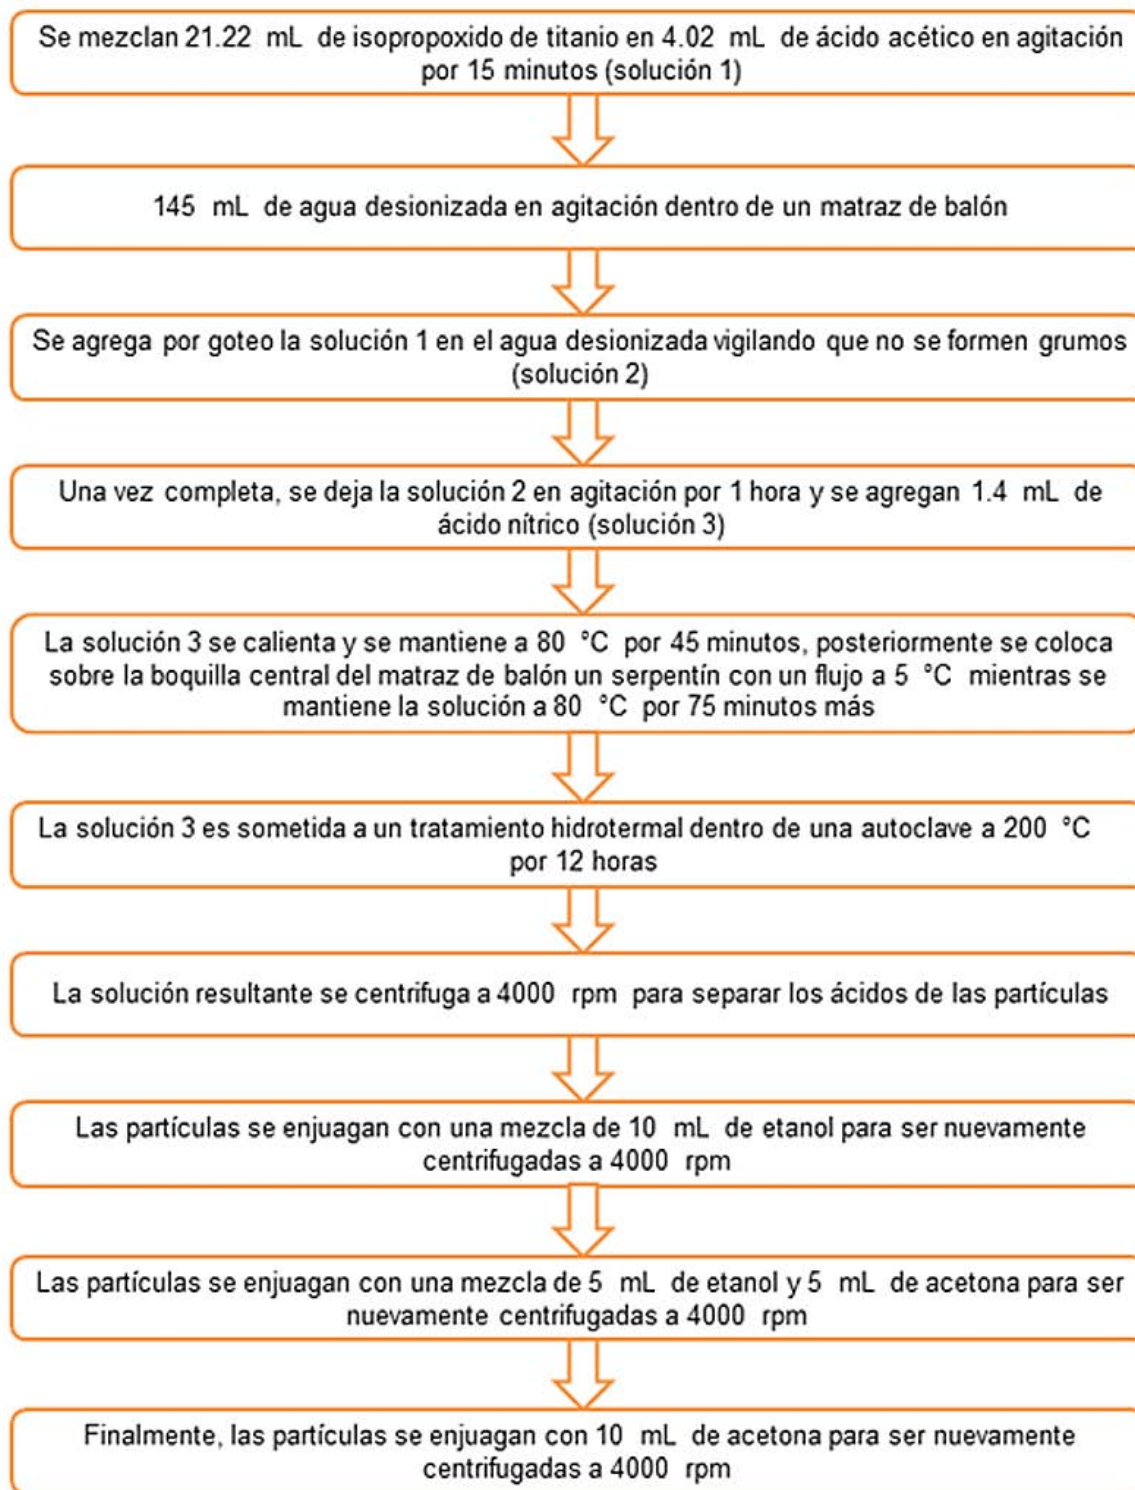 Se mezclan 21.22 mL de isopropoxido de titanio en 4.02 mL de ácido acético en agitación
por 15 minutos (solución 1)
145 mL de agua desionizada en agitación dentro de un matraz de balón
Se agrega por goteo la solución 1 en el agua desionizada vigilando que no se formen grumos
(solución 2)
Una vez completa, se deja la solución 2 en agitación por 1 hora y se agregan 1.4 mL de
ácido nítrico (solución 3)
La solución 3 se calienta y se mantiene a 80 °C por 45 minutos, posteriormente se coloca
sobre la boquilla central del matraz de balón un serpentín con un flujo a 5 °C mientras se
mantiene la solución a 80 °C por 75 minutos más
La solución 3 es sometida a un tratamiento hidrotermal dentro de una autoclave a 200 °C
por 12 horas
La solución resultante se centrifuga a 4000 rpm para separar los ácidos de las partículas
Las partículas se enjuagan con una mezcla de 10 mL de etanol para ser nuevamente
centrifugadas a 4000 rpm
Las partículas se enjuagan con una mezcla de 5 mL de etanol y 5 mL de acetona para ser
nuevamente centrifugadas a 4000 rpm
Finalmente, las partículas se enjuagan con 10 mL de acetona para ser nuevamente
centrifugadas a 4000 rpm